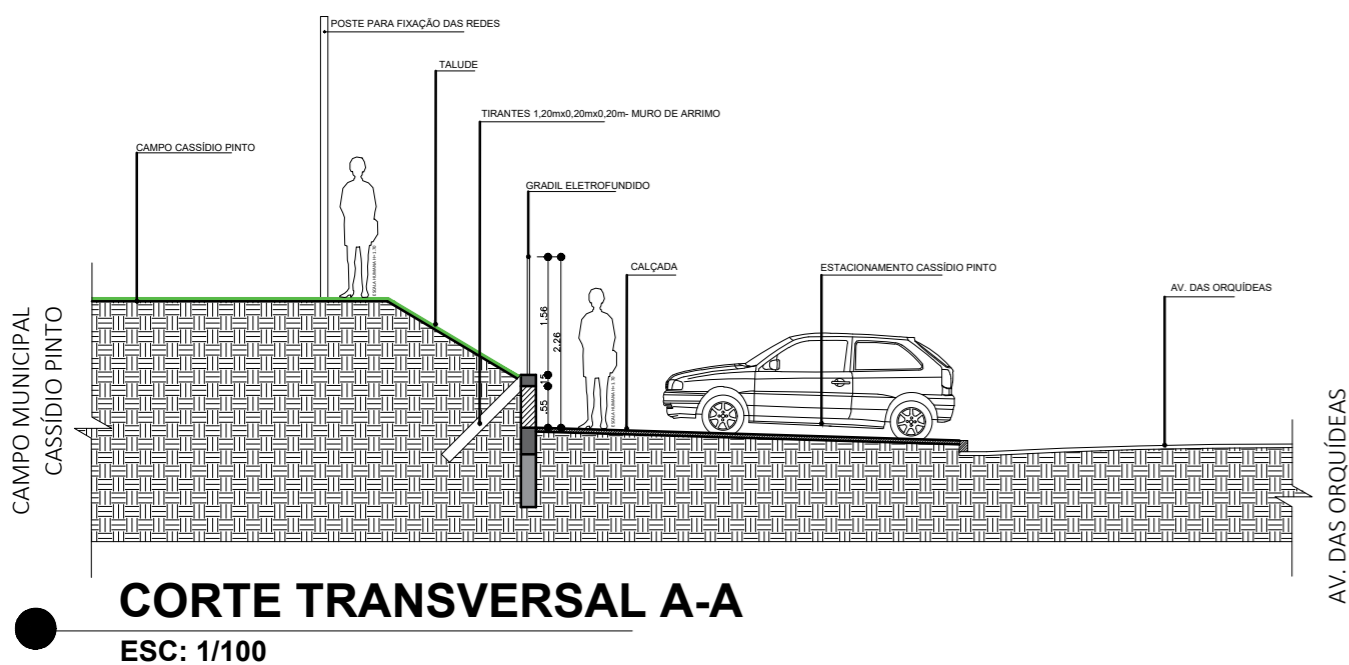 POSTE PARA FIXAÇÃO DAS REDES
TALUDE
TIRANTES 1,20mx0,20mx0,20m- MURO DE ARRIMO
CAMPO CASSÍDIO PINTO
GRADIL ELETROFUNDIDO
CALÇADA
ESTACIONAMENTO CASSÍDIO PINTO
AV. DAS ORQUÍDEAS
1.56
2.26
.15
.55
CAMPO MUNICIPAL
CASSÍDIO PINTO
AV. DAS ORQUÍDEAS
CORTE TRANSVERSAL A-A
ESC: 1/100